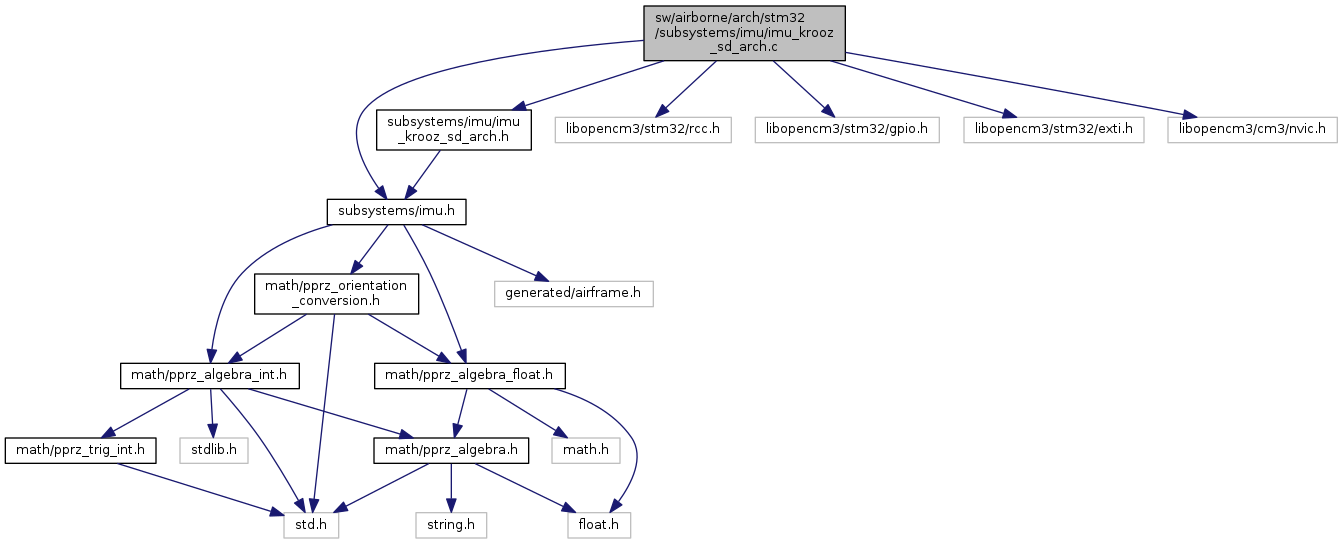 sw/airborne/arch/stm32
/subsystems/imu/imu_krooz
_sd_arch.c
subsystems/imu/imu
_krooz_sd_arch.h
libopencm3/stm32/rcc.h
libopencm3/stm32/gpio.h
libopencm3/stm32/exti.h
libopencm3/cm3/nvic.h
subsystems/imu.h
math/pprz_orientation
_conversion.h
generated/airframe.h
math/pprz_algebra_int.h
math/pprz_algebra_float.h
math/pprz_trig_int.h
stdlib.h
math/pprz_algebra.h
math.h
std.h
string.h
float.h